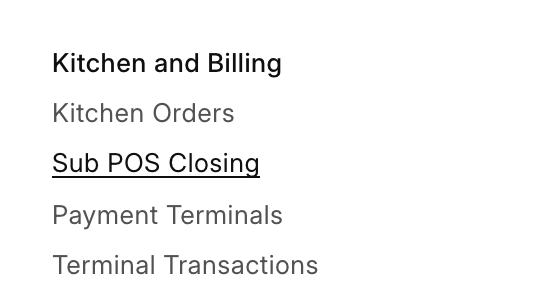 Kitchen and Billing
Kitchen Orders
Sub POS Closing
Payment Terminals
Terminal Transactions